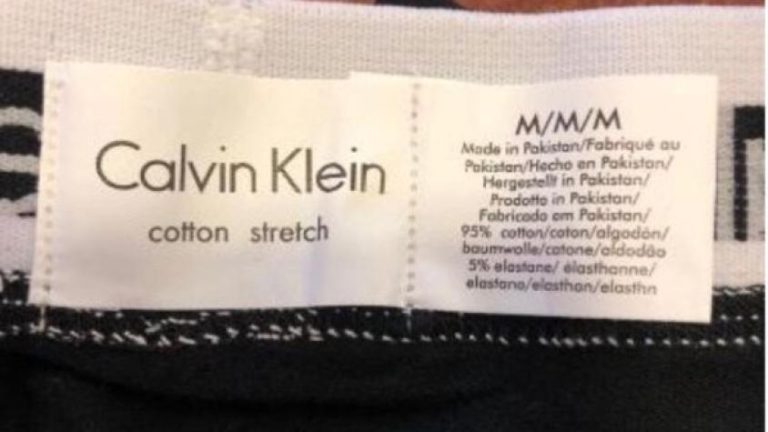 Calvin Klein
cotton stretch
M/M/M
Made in Pakistan/Fabriqué au
Pakistan/Hecho en Pakistan/
Hergestellt in Pakistan/
Prodotto in Pakistan/
Fabricado em Pakistan/
95% cotton/coton/algodón/
baumwolle/cotone/aldodão
5% elastane/ élasthanne/
elastano/elasthan/elasthn